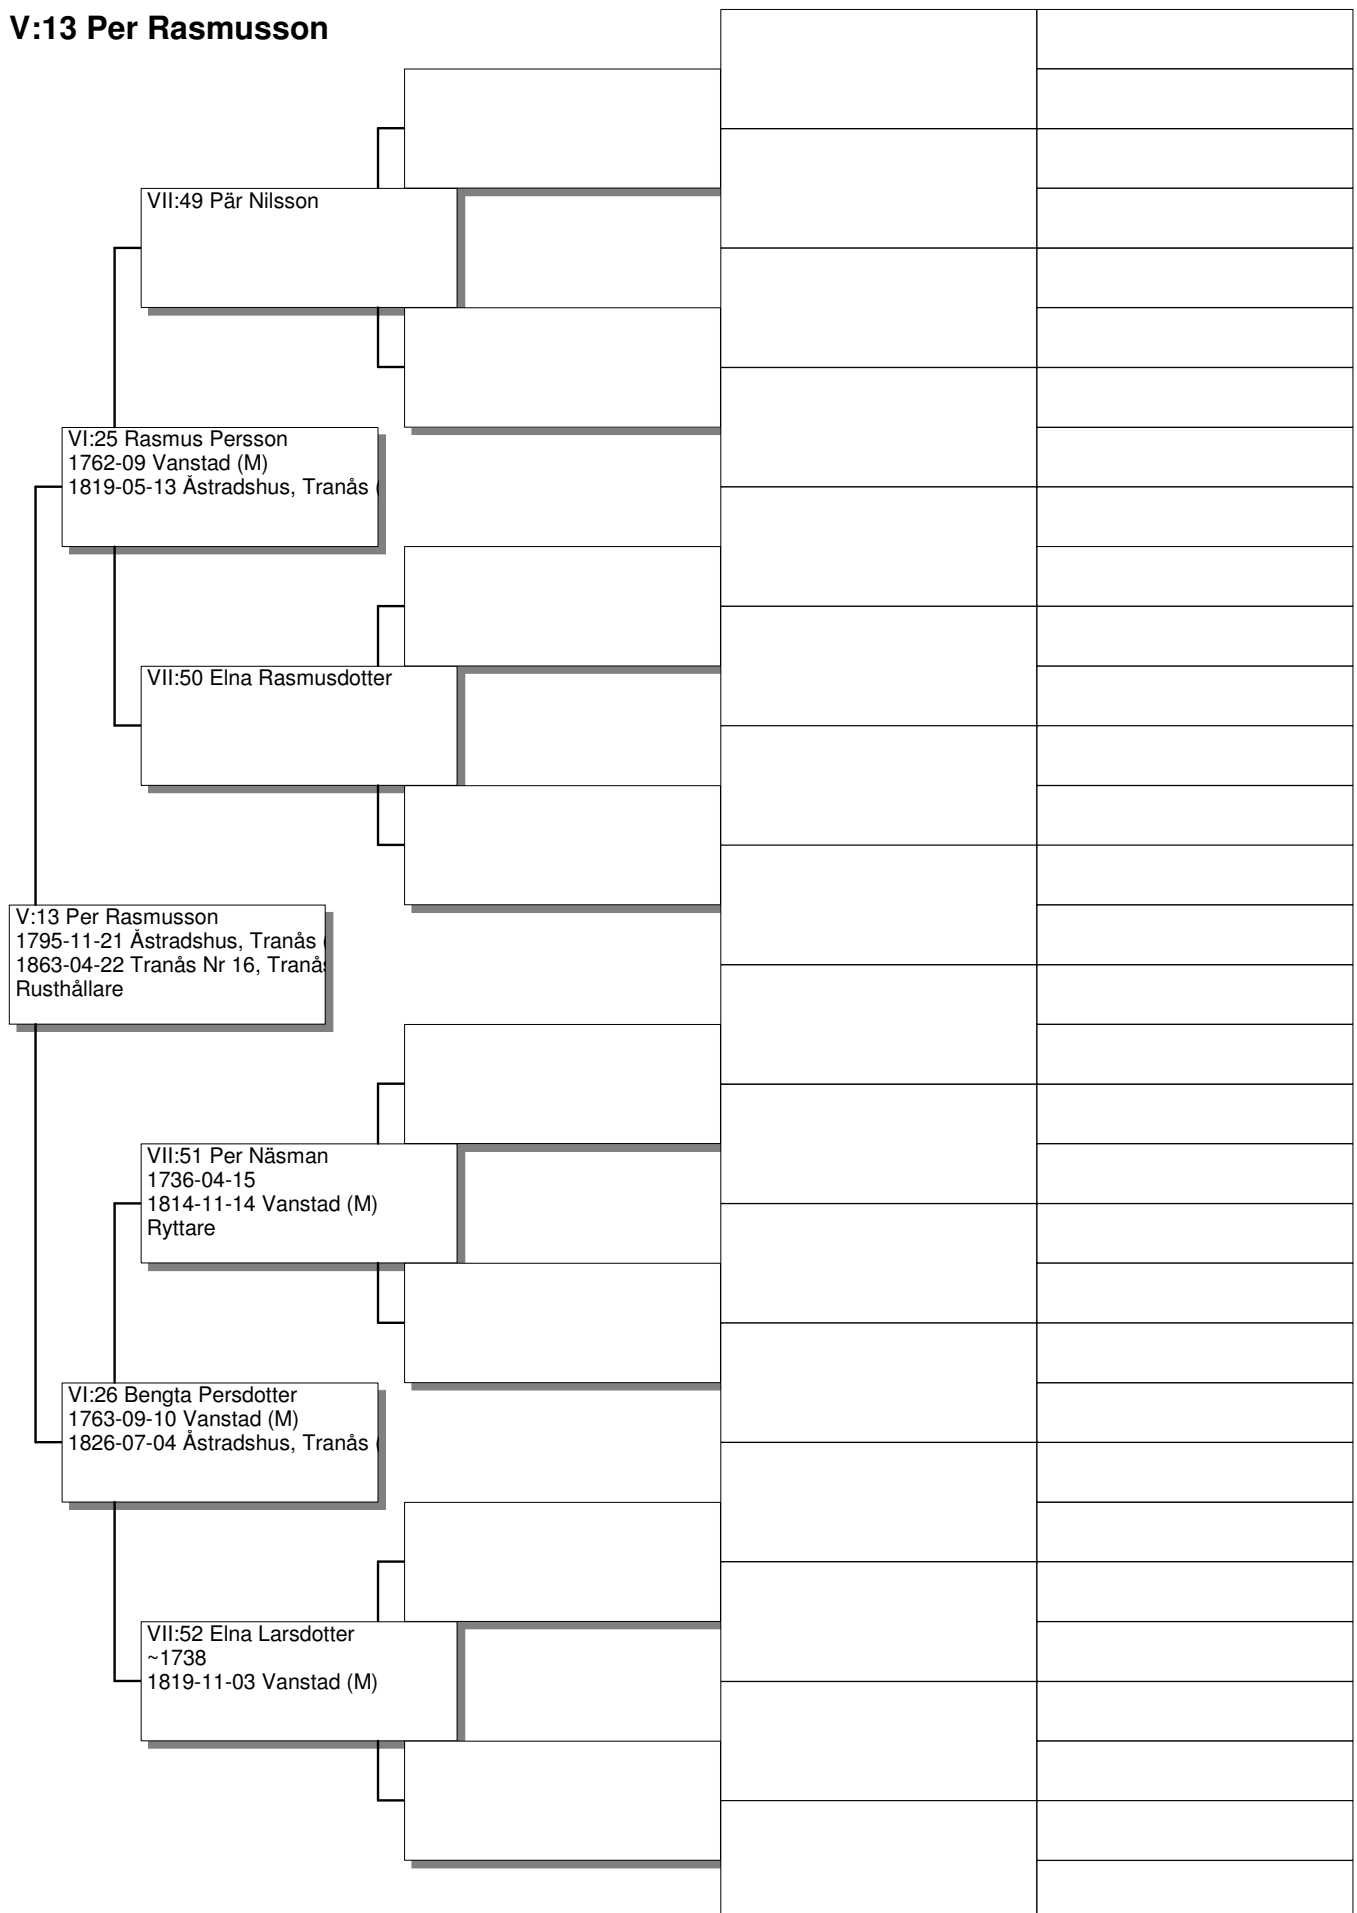 V:13 Per Rasmusson
VII:49 Pär Nilsson
VI:25 Rasmus Persson
1762-09 Vanstad (M)
1819-05-13 Åstradshus, Tranås (
VII:50 Elna Rasmusdotter
V:13 Per Rasmusson
1795-11-21 Åstradshus, Tranås (
1863-04-22 Tranås Nr 16, Tranås
Rusthållare
VII:51 Per Näsman
1736-04-15
1814-11-14 Vanstad (M)
Ryttare
VI:26 Bengta Persdotter
1763-09-10 Vanstad (M)
1826-07-04 Åstradshus, Tranås (
VII:52 Elna Larsdotter
~1738
1819-11-03 Vanstad (M)